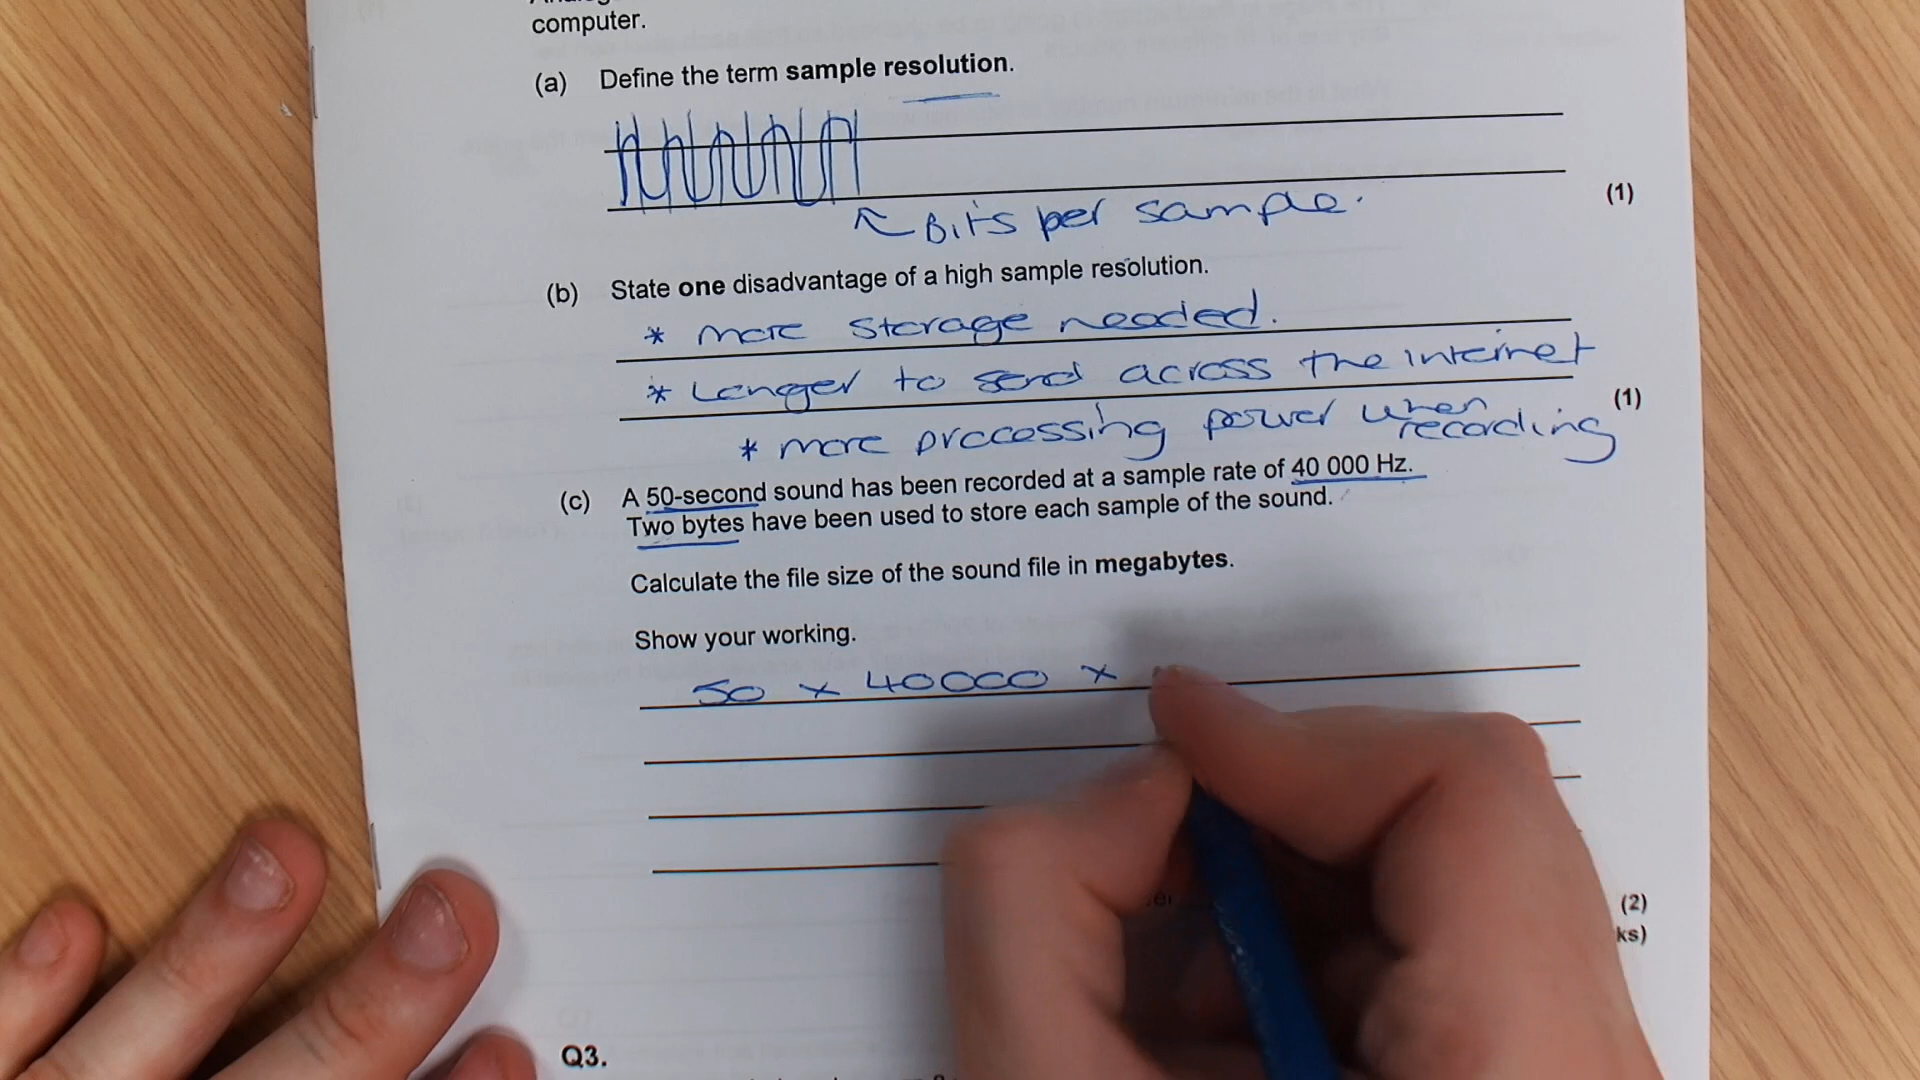 computer.
(a) Define the term sample resolution.
(1)
↖ Bits per sample.
(b) State one disadvantage of a high sample resolution.
* more storage needed.
* Longer to send across the internet
(1)
* more processing power when recording
(c) A 50-second sound has been recorded at a sample rate of 40 000 Hz.
Two bytes have been used to store each sample of the sound.
Calculate the file size of the sound file in megabytes.
Show your working.
50 × 40000 ×
(2)
ks)
Q3.